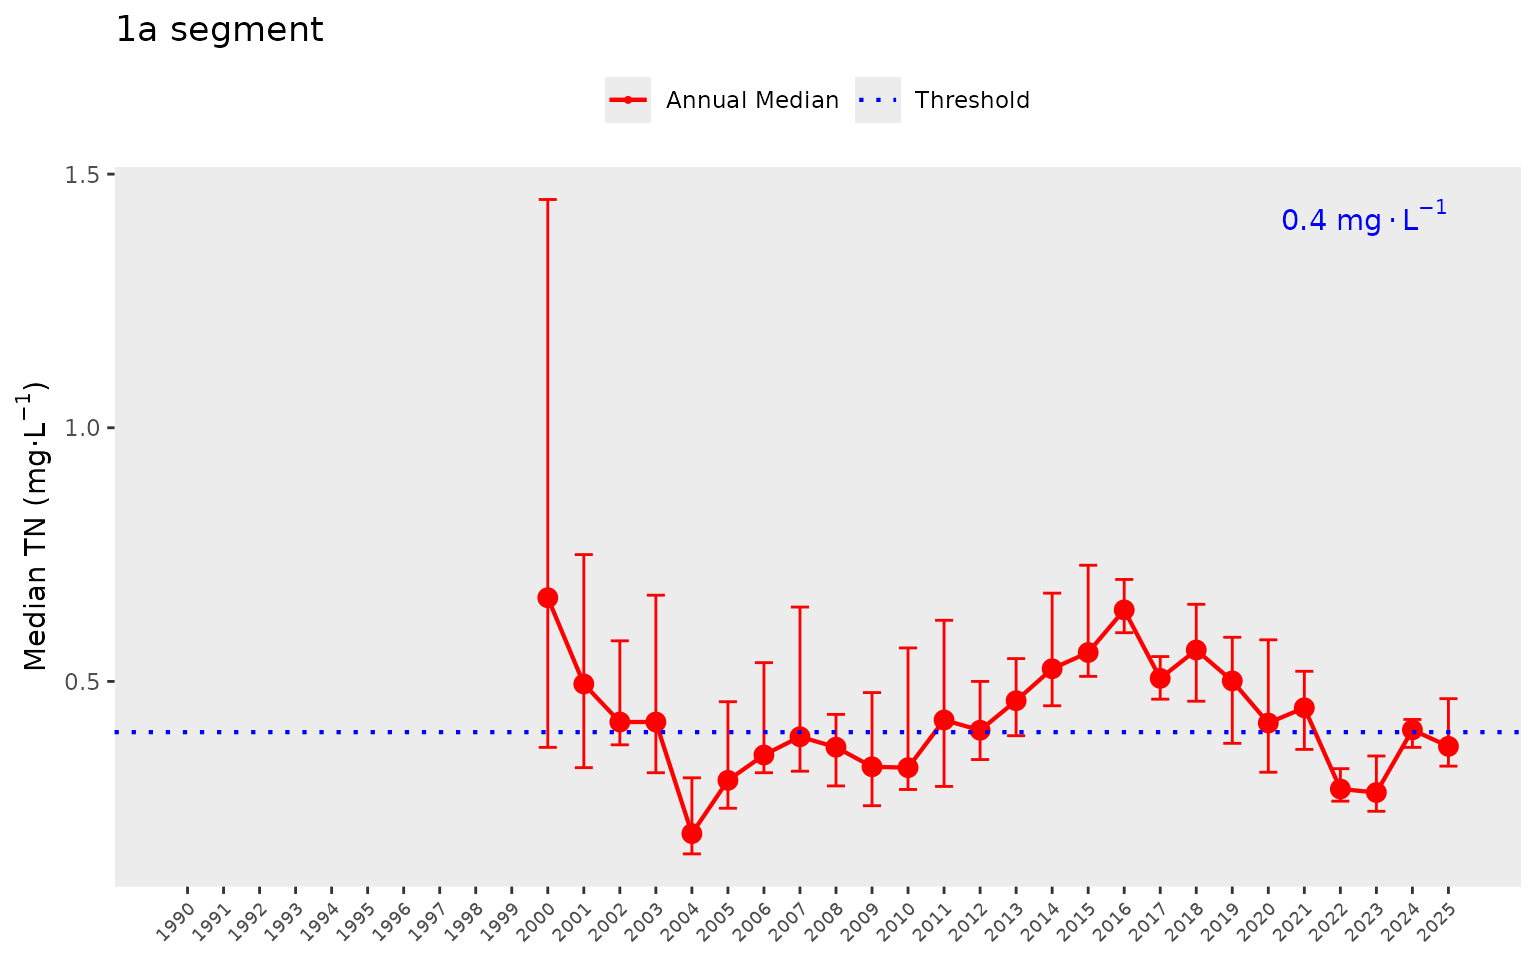 1a segment
Annual Median
Threshold
1.5
1.0
0.5
0.4 mg·L⁻¹
Median TN (mg·L⁻¹)
1990 1991 1992 1993 1994 1995 1996 1997 1998 1999 2000 2001 2002 2003 2004 2005 2006 2007 2008 2009 2010 2011 2012 2013 2014 2015 2016 2017 2018 2019 2020 2021 2022 2023 2024 2025